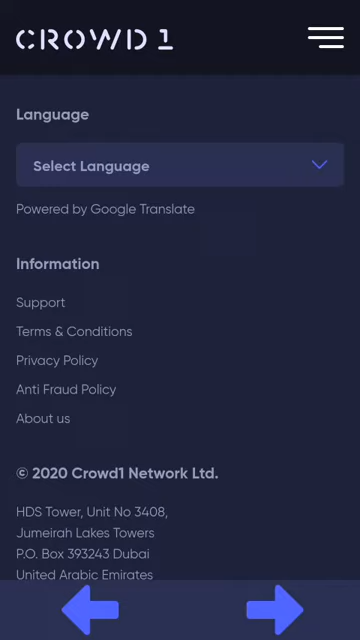 CROWD 1
Language
Select Language
Powered by Google Translate
Information
Support
Terms & Conditions
Privacy Policy
Anti Fraud Policy
About us
© 2020 Crowd1 Network Ltd.
HDS Tower, Unit No 3408,
Jumeirah Lakes Towers
P.O. Box 393243 Dubai
United Arabic Emirates